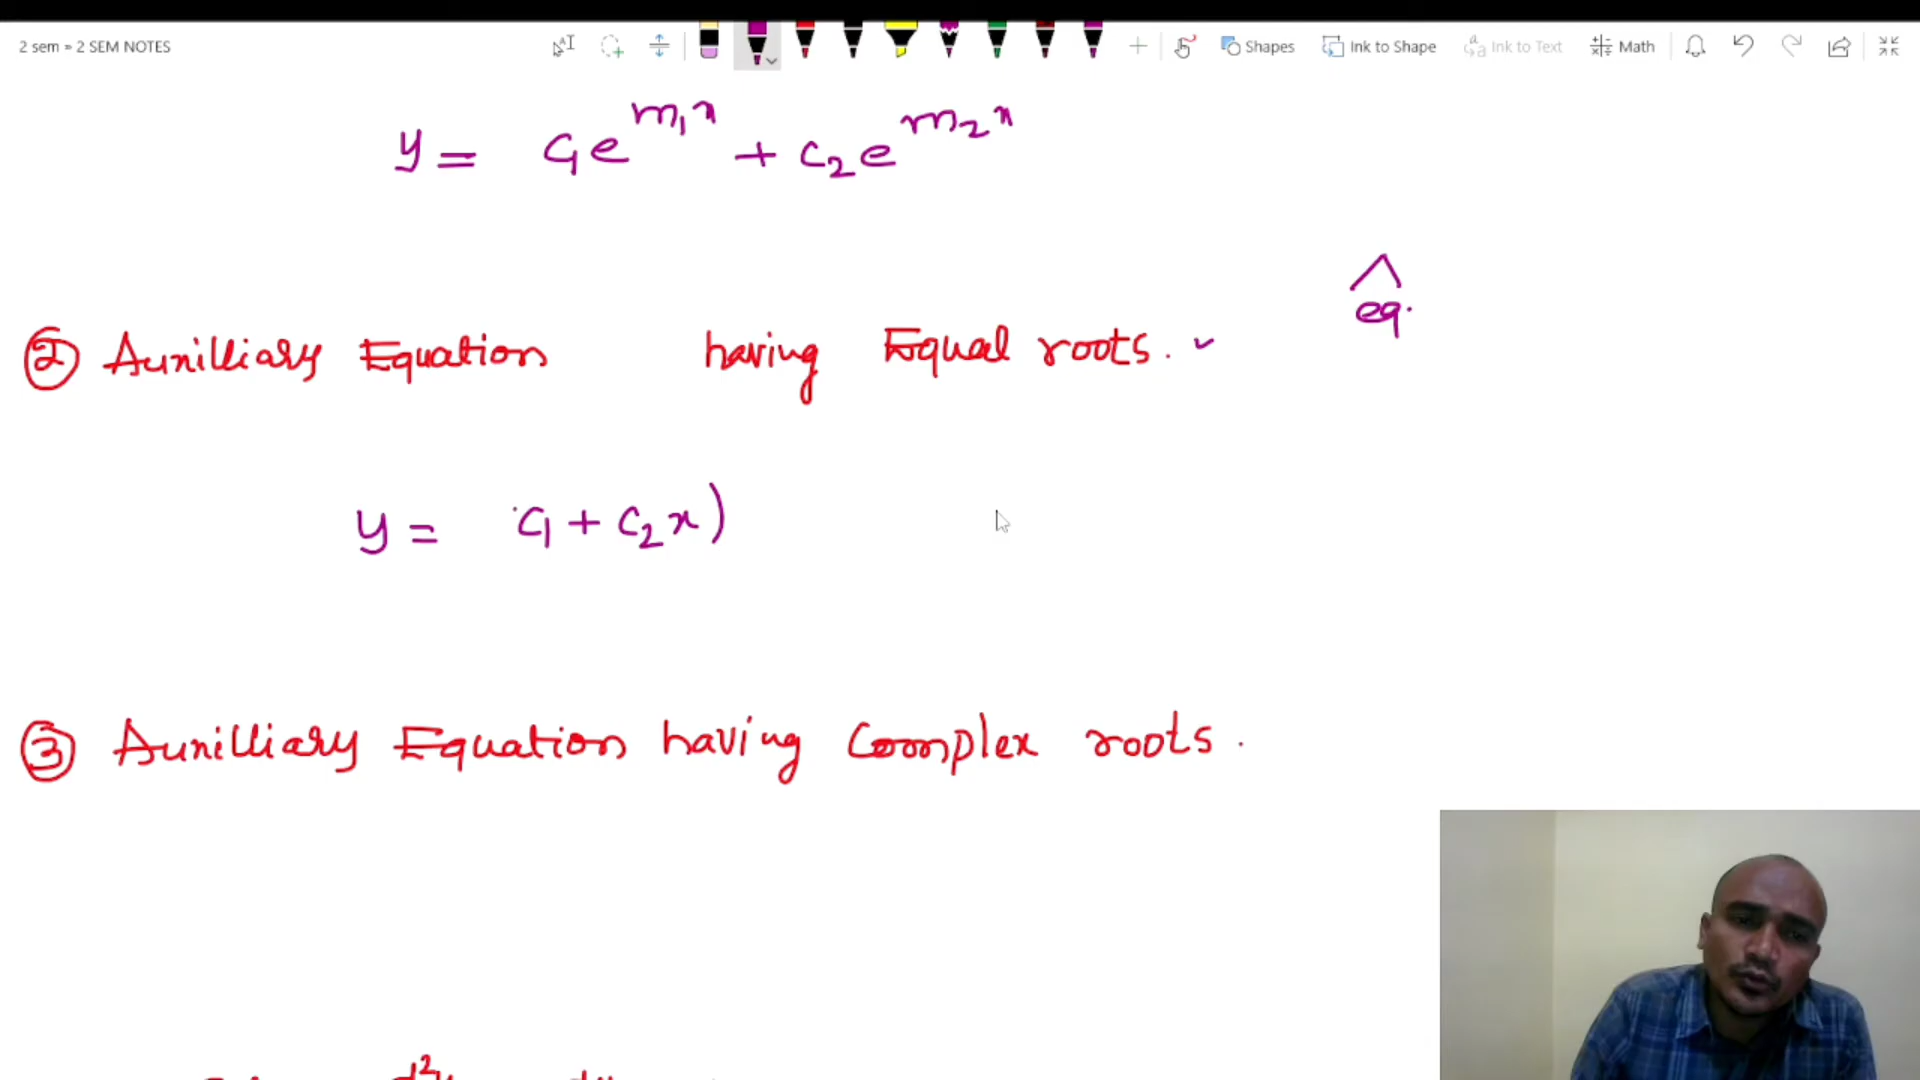 2 sem » 2 SEM NOTES
Shapes Ink to Shape Ink to Text Math
y = C1e^m1x + C2e^m2x
eq.
② Auxilliary Equation having Equal roots.
y = C1 + C2x)
③ Auxilliary Equation having Complex roots.